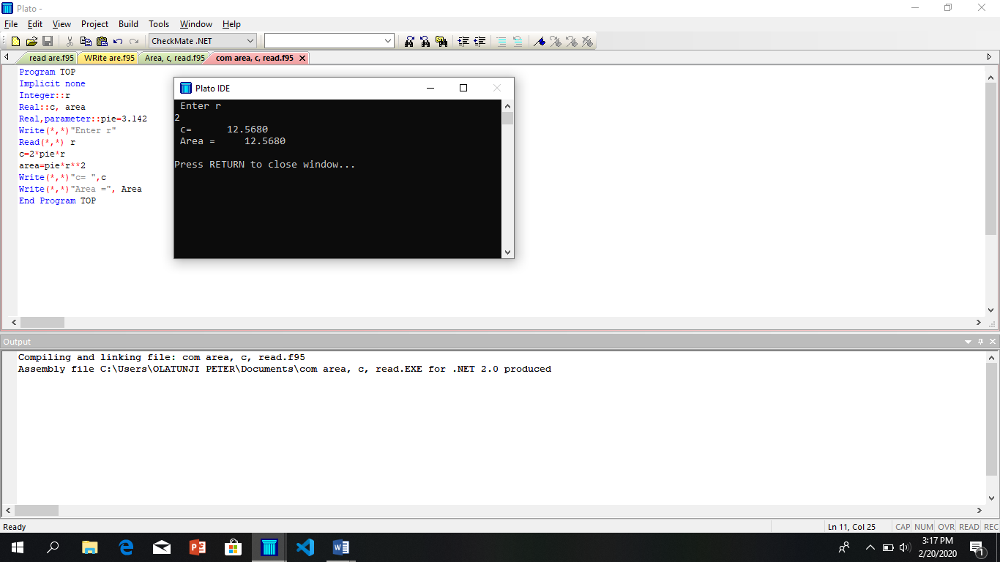 Plato -
File Edit View Project Build Tools Window Help
CheckMate .NET
read are.f95 WRite are.f95 Area, c, read.f95 com area, c, read.f95
Program TOP
Implicit none
Integer::r
Real::c, area
Real,parameter::pie=3.142
Write(*,*)"Enter r"
Read(*,*) r
c=2*pie*r
area=pie*r**2
Write(*,*)"c= ",c
Write(*,*)"Area =", Area
End Program TOP
Plato IDE
Enter r
2
c= 12.5680
Area = 12.5680
Press RETURN to close window...
Output
Compiling and linking file: com area, c, read.f95
Assembly file C:\Users\OLATUNJI PETER\Documents\com area, c, read.EXE for .NET 2.0 produced
Ready Ln 11, Col 25 CAP NUM OVR READ REC
3:17 PM
2/20/2020
1